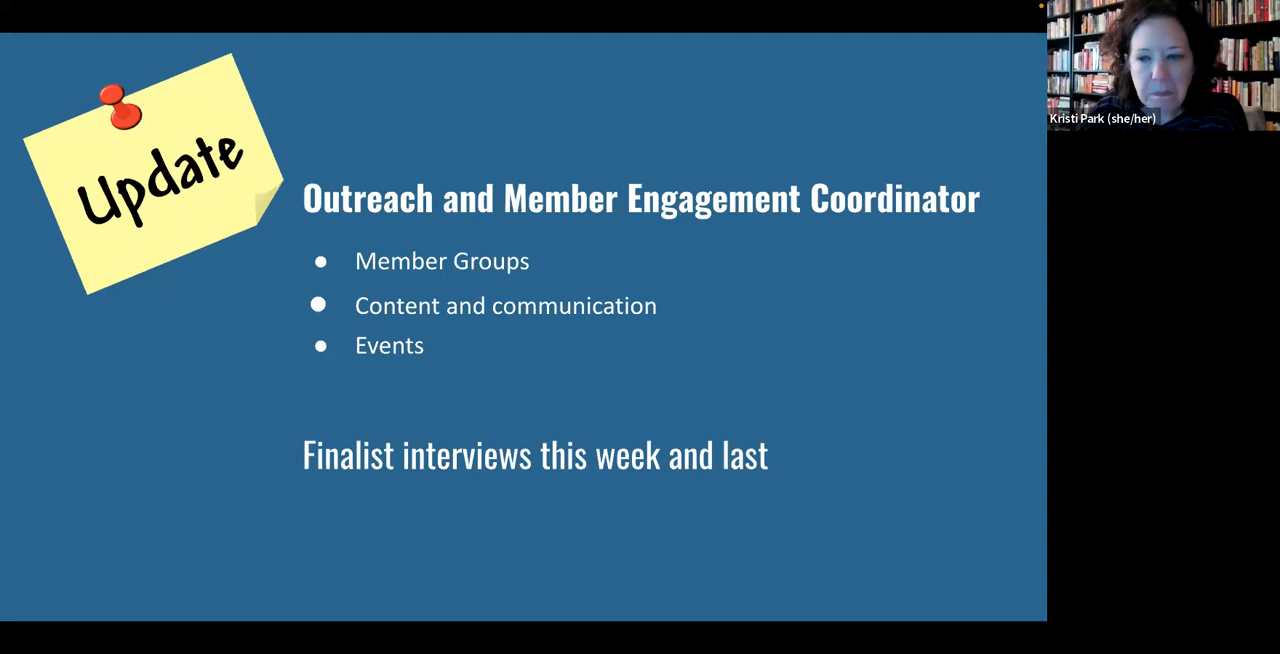 Update
Outreach and Member Engagement Coordinator
● Member Groups
● Content and communication
● Events
Finalist interviews this week and last
Kristi Park (she/her)